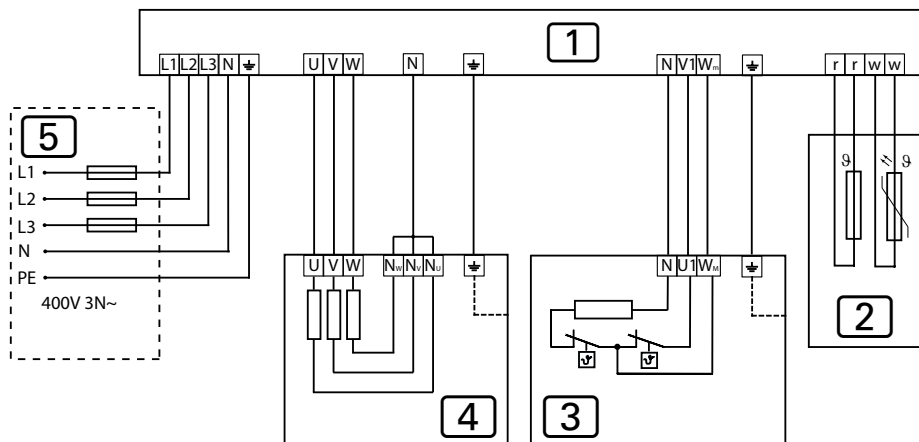 1
L1 L2 L3 N ⏚ U V W N ⏚ N V1 Wm ⏚ r r w w
5
L1
L2
L3
N
PE
400V 3N~
ϑ ϑ
U V W NW NV NU ⏚ N U1 WM ⏚
ϑ ϑ
2
4
3